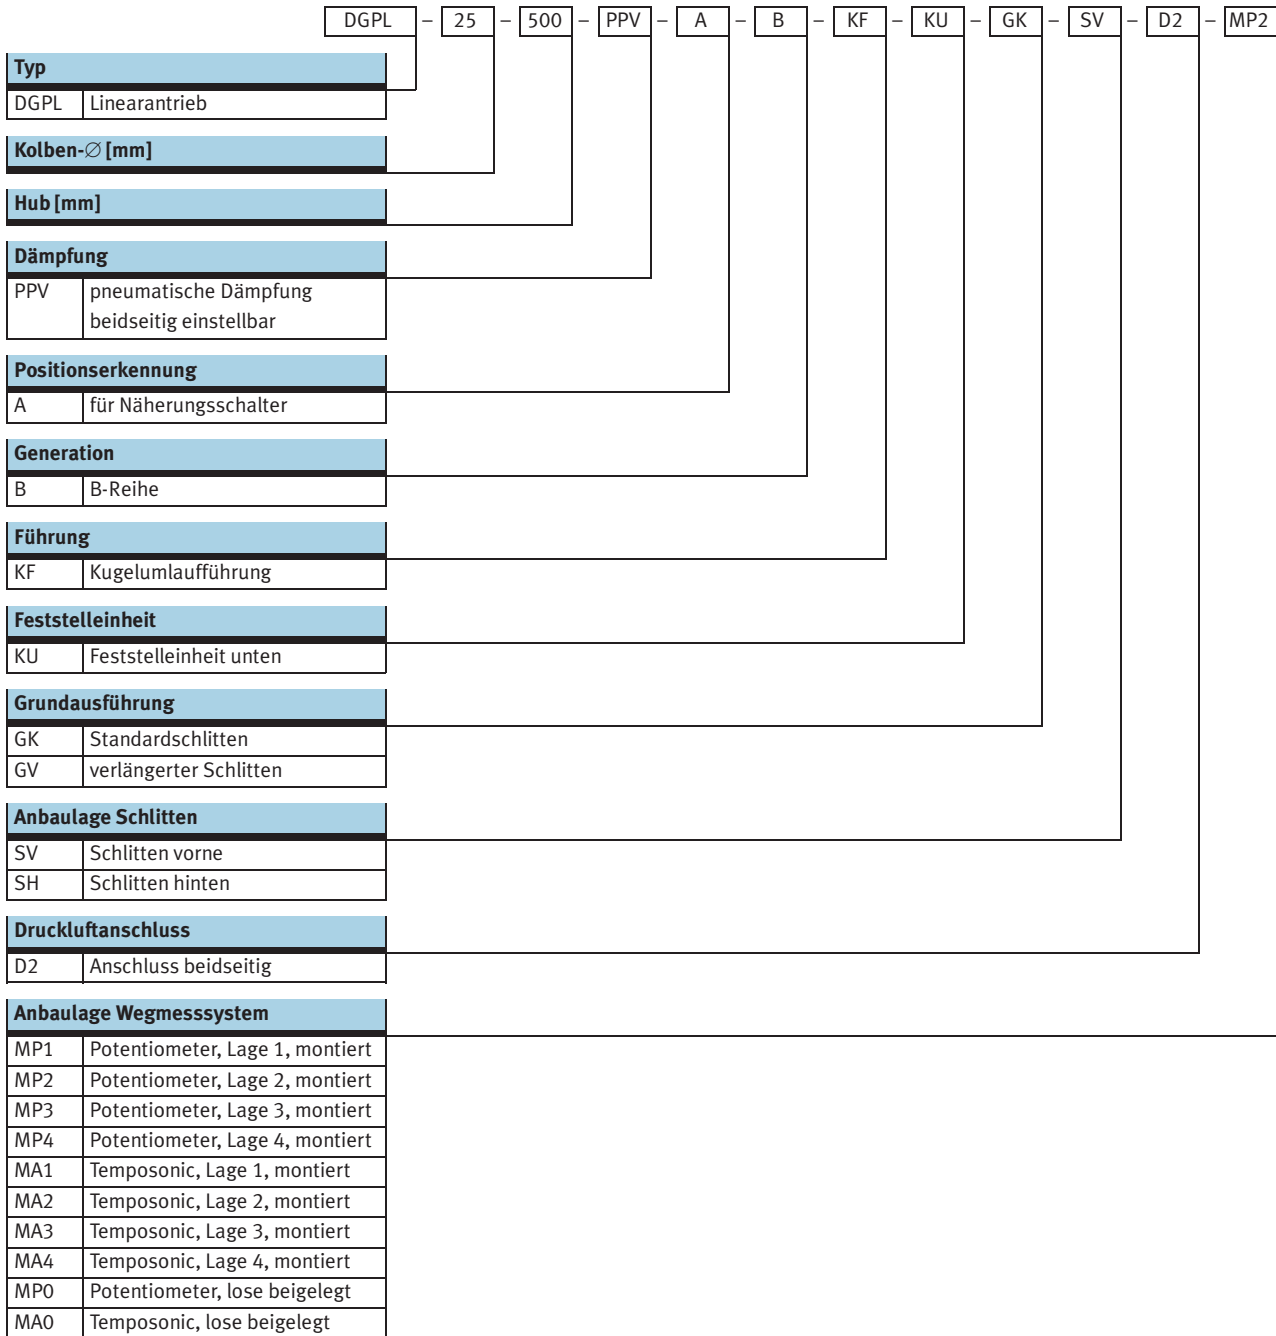 DGPL – 25 – 500 – PPV – A – B – KF – KU – GK – SV – D2 – MP2
Typ
DGPL Linearantrieb
Kolben-∅ [mm]
Hub [mm]
Dämpfung
PPV pneumatische Dämpfung
beidseitig einstellbar
Positionserkennung
A für Näherungsschalter
Generation
B B-Reihe
Führung
KF Kugelumlaufführung
Feststelleinheit
KU Feststelleinheit unten
Grundausführung
GK Standardschlitten
GV verlängerter Schlitten
Anbaulage Schlitten
SV Schlitten vorne
SH Schlitten hinten
Druckluftanschluss
D2 Anschluss beidseitig
Anbaulage Wegmesssystem
MP1 Potentiometer, Lage 1, montiert
MP2 Potentiometer, Lage 2, montiert
MP3 Potentiometer, Lage 3, montiert
MP4 Potentiometer, Lage 4, montiert
MA1 Temposonic, Lage 1, montiert
MA2 Temposonic, Lage 2, montiert
MA3 Temposonic, Lage 3, montiert
MA4 Temposonic, Lage 4, montiert
MP0 Potentiometer, lose beigelegt
MA0 Temposonic, lose beigelegt